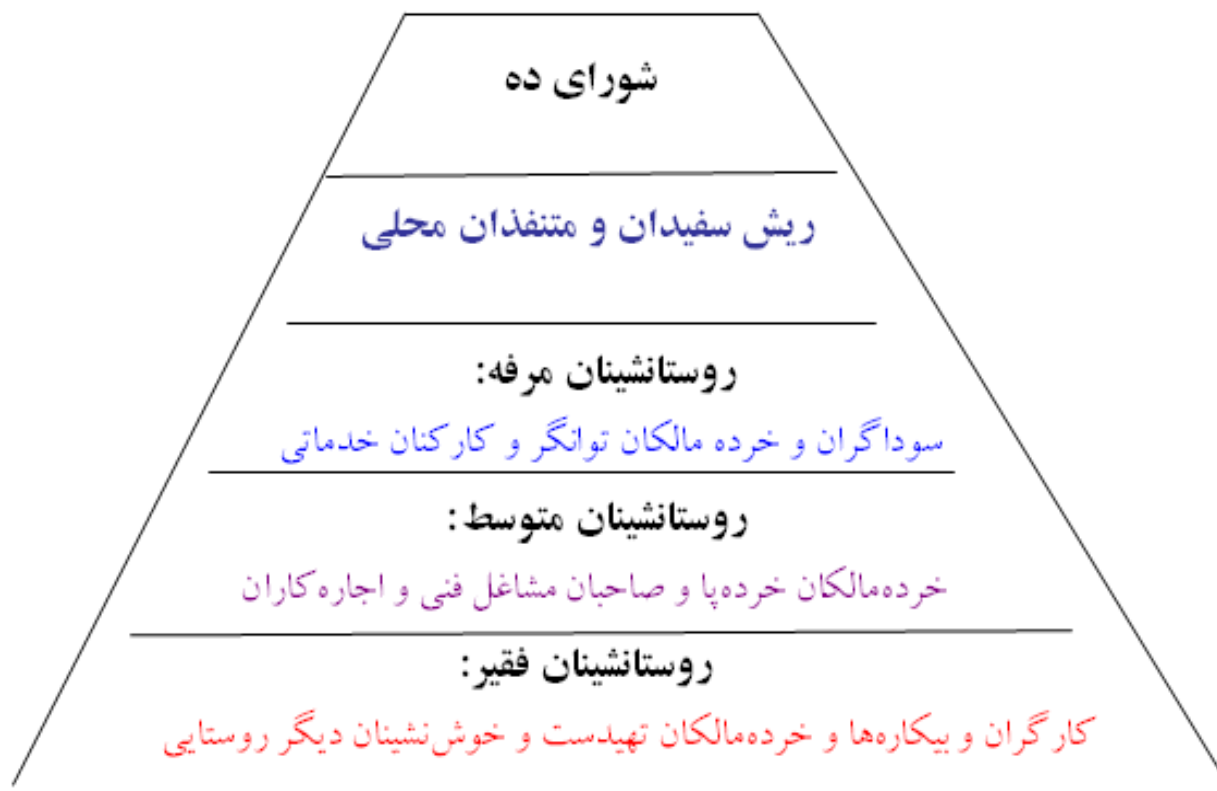 شورای ده
ریش سفیدان و متنفذان محلی
روستانشینان مرفه:
سوداگران و خرده مالکان توانگر و کارکنان خدماتی
روستانشینان متوسط:
خرده‌مالکان خرده‌پا و صاحبان مشاغل فنی و اجاره‌کاران
روستانشینان فقیر:
کارگران و بیکاره‌ها و خرده‌مالکان تهیدست و خوش‌نشینان دیگر روستایی